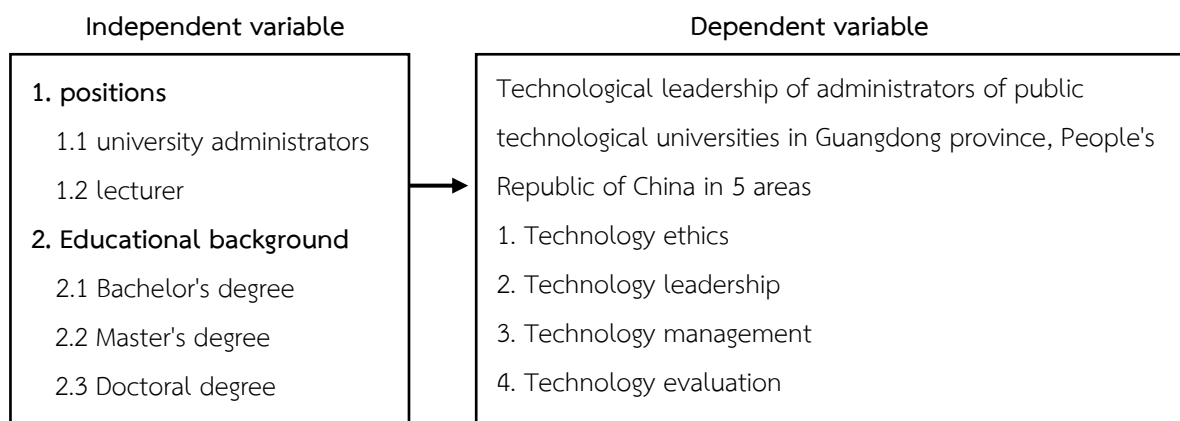 Independent variable
Dependent variable
1. positions
1.1 university administrators
1.2 lecturer
2. Educational background
2.1 Bachelor's degree
2.2 Master's degree
2.3 Doctoral degree
Technological leadership of administrators of public
technological universities in Guangdong province, People's
Republic of China in 5 areas
1. Technology ethics
2. Technology leadership
3. Technology management
4. Technology evaluation